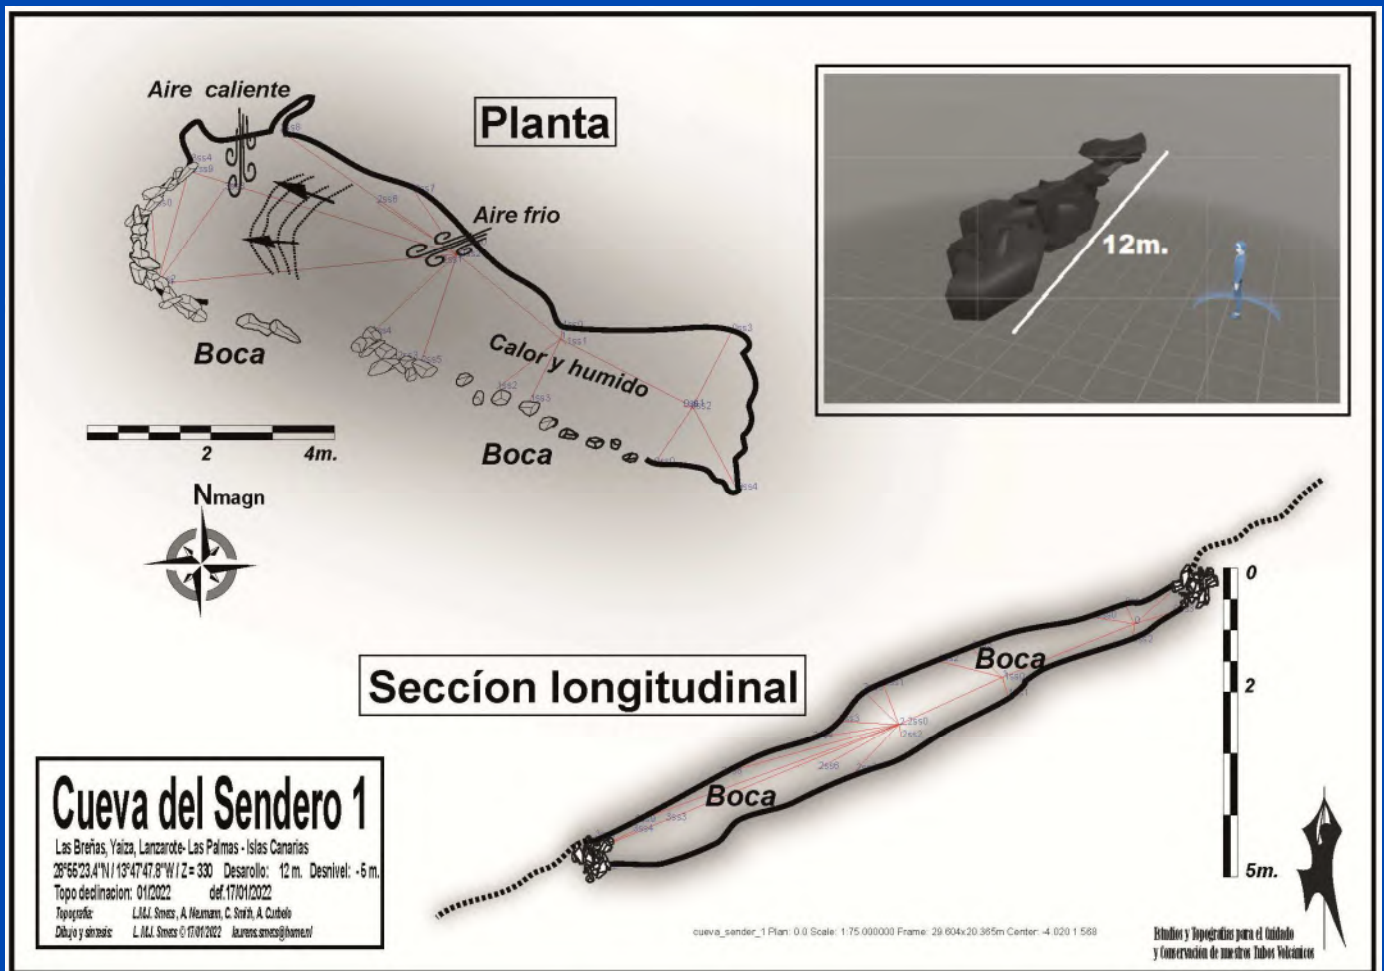 Aire caliente
Planta
Aire frio
Calor y humido
Boca
Boca
2 4m.
Nmagn
12m.
Seccíon longitudinal
Boca
Boca
0
2
5m.
Cueva del Sendero 1
Las Breñas, Yaiza, Lanzarote- Las Palmas - Islas Canarias
28°55'23.4"N / 13°47'47.8"W / Z = 330 Desarollo: 12 m. Desnivel: -5 m.
Topo declinacion: 01/2022 def.17/01/2022
Topografia: L.M.J. Smets, A. Neumann, C. Smith, A. Curbelo
Dibujo y sintesis: L. M.J. Smets © 17/01/2022 laurens.smets@home.nl
cueva_sender_1 Plan: 0.0 Scale: 1:75.000000 Frame: 29.604x20.365m Center: -4.020 1.568
Estudios y Topografias para el Cuidado
y Conservación de nuestros Tubos Volcánicos